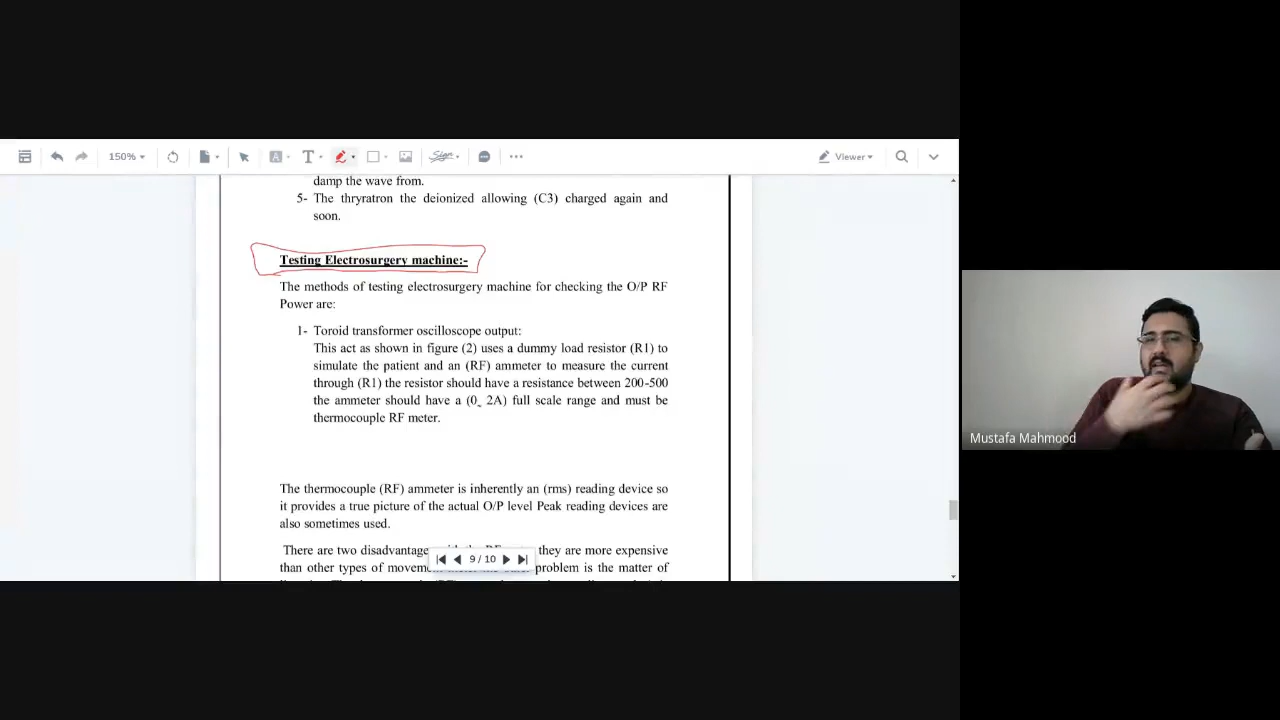 150%
Viewer
damp the wave from.
5- The thryratron the deionized allowing (C3) charged again and
soon.
Testing Electrosurgery machine:-
The methods of testing electrosurgery machine for checking the O/P RF
Power are:
1- Toroid transformer oscilloscope output:
This act as shown in figure (2) uses a dummy load resistor (R1) to
simulate the patient and an (RF) ammeter to measure the current
through (R1) the resistor should have a resistance between 200-500
the ammeter should have a (0~ 2A) full scale range and must be
thermocouple RF meter.
The thermocouple (RF) ammeter is inherently an (rms) reading device so
it provides a true picture of the actual O/P level Peak reading devices are
also sometimes used.
There are two disadvantage they are more expensive
than other types of movem problem is the matter of
9 / 10
Mustafa Mahmood